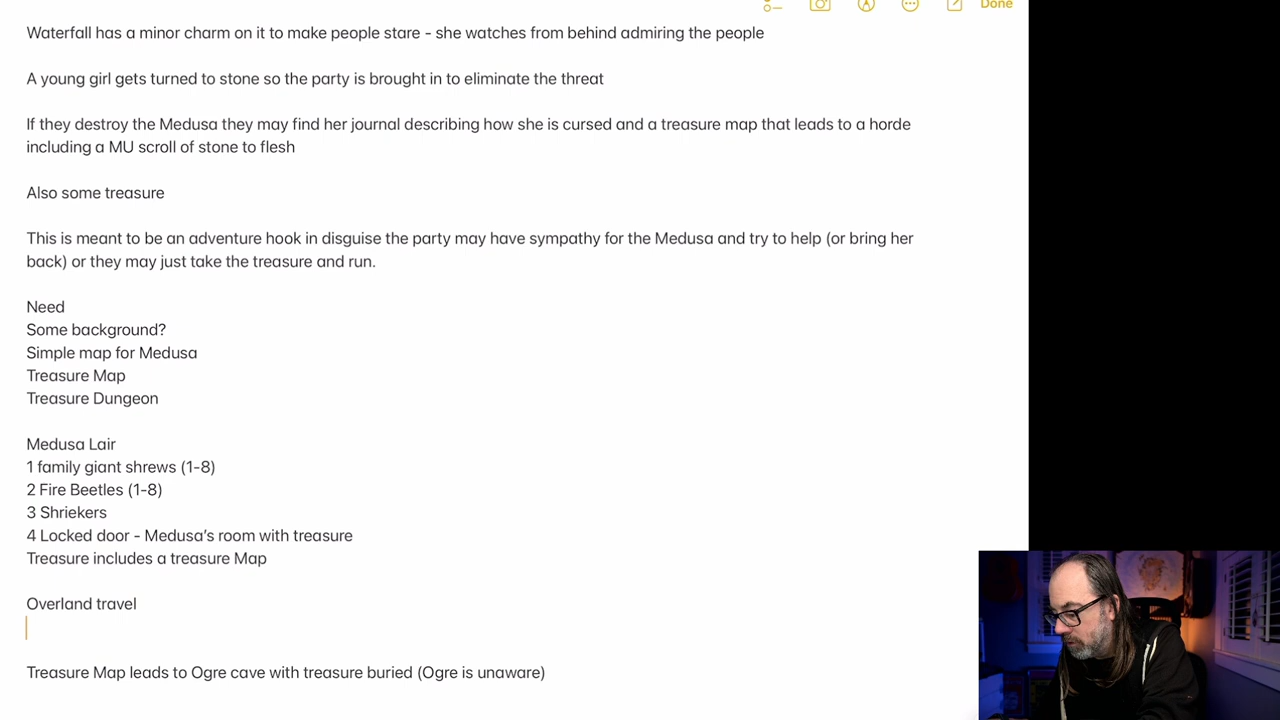 Done
Waterfall has a minor charm on it to make people stare - she watches from behind admiring the people
A young girl gets turned to stone so the party is brought in to eliminate the threat
If they destroy the Medusa they may find her journal describing how she is cursed and a treasure map that leads to a horde
including a MU scroll of stone to flesh
Also some treasure
This is meant to be an adventure hook in disguise the party may have sympathy for the Medusa and try to help (or bring her
back) or they may just take the treasure and run.
Need
Some background?
Simple map for Medusa
Treasure Map
Treasure Dungeon
Medusa Lair
1 family giant shrews (1-8)
2 Fire Beetles (1-8)
3 Shriekers
4 Locked door - Medusa's room with treasure
Treasure includes a treasure Map
Overland travel
Treasure Map leads to Ogre cave with treasure buried (Ogre is unaware)